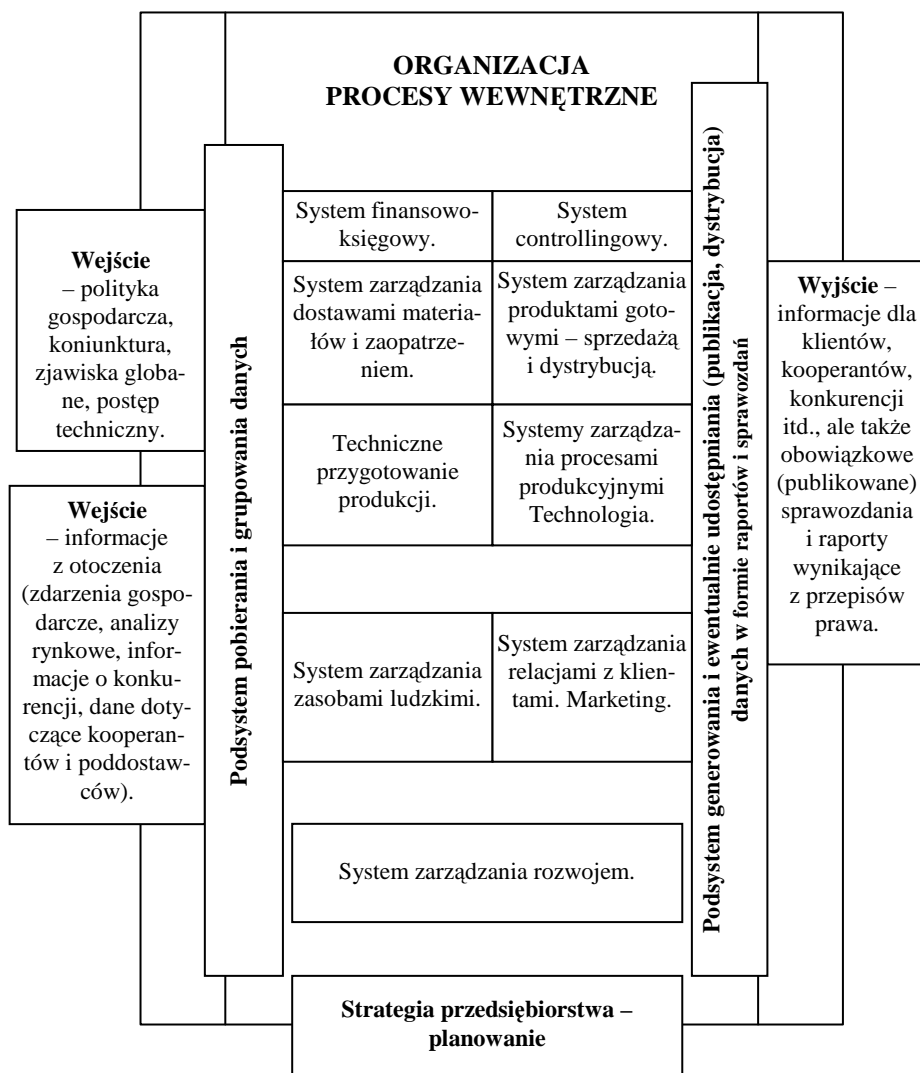 ORGANIZACJA
PROCESY WEWNĘTRZNE
Wejście
– polityka
gospodarcza,
koniunktura,
zjawiska globa-
ne, postęp
techniczny.
Wejście
– informacje
z otoczenia
(zdarzenia gospo-
darcze, analizy
rynkowe, infor-
macje o konku-
rencji, dane doty-
czące kooperan-
tów i poddostaw-
ców).
Podsystem pobierania i grupowania danych
System finansowo-
księgowy.
System
controllingowy.
System zarządzania
dostawami materia-
łów i zaopatrze-
niem.
System zarządzania
produktami goto-
wymi – sprzedażą
i dystrybucją.
Techniczne
przygotowanie
produkcji.
Systemy zarządza-
nia procesami
produkcyjnymi
Technologia.
System zarządzania
zasobami ludzkimi.
System zarządzania
relacjami z klien-
tami. Marketing.
System zarządzania rozwojem.
Strategia przedsiębiorstwa –
planowanie
Podsystem generowania i ewentualnie udostępniania (publikacja, dystrybucja)
danych w formie raportów i sprawozdań
Wyjście –
informacje dla
klientów,
kooperantów,
konkurencji
itd., ale także
obowiązkowe
(publikowane)
sprawozdania
i raporty
wynikające
z przepisów
prawa.